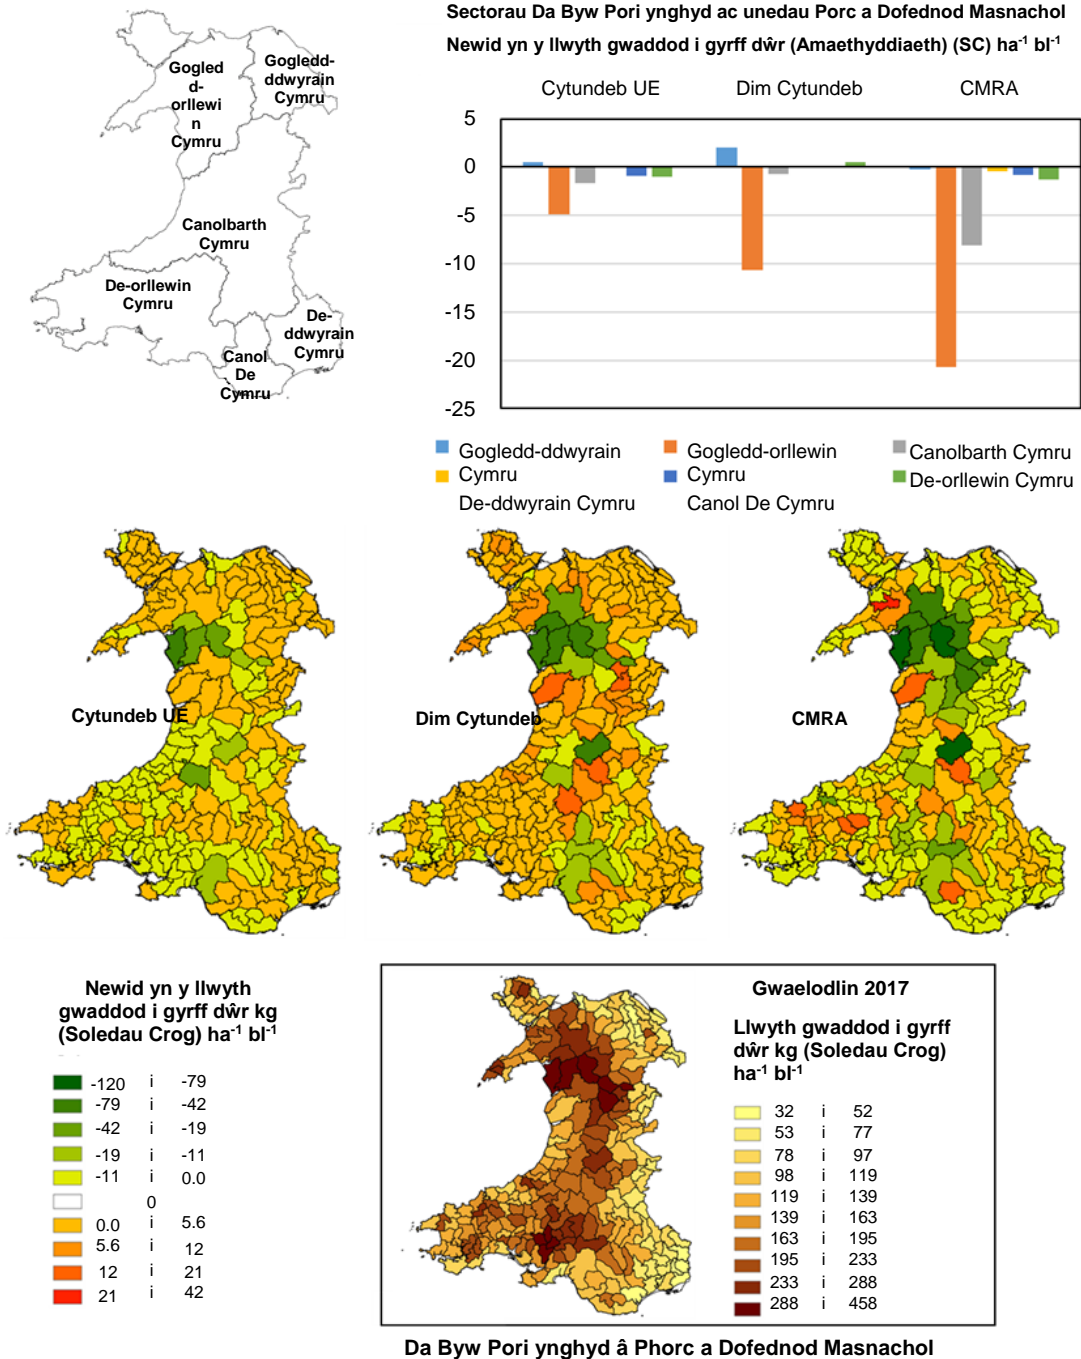 Sectorau Da Byw Pori ynghyd ac unedau Porc a Dofednod Masnachol
Newid yn y llwyth gwaddod i gyrff dŵr (Amaethyddiaeth) (SC) ha⁻¹ bl⁻¹
Gogled
d-
orllewi
n
Cymru
Gogledd-
ddwyrain
Cymru
Canolbarth
Cymru
De-orllewin
Cymru
De-
ddwyrain
Cymru
Canol
De
Cymru
Cytundeb UE
Dim Cytundeb
CMRA
5
0
-5
-10
-15
-20
-25
Gogledd-ddwyrain
Cymru
Gogledd-orllewin
Cymru
Canolbarth Cymru
De-ddwyrain Cymru
Canol De Cymru
De-orllewin Cymru
Cytundeb UE
Dim Cytundeb
CMRA
Newid yn y llwyth
gwaddod i gyrff dŵr kg
(Soledau Crog) ha⁻¹ bl⁻¹
-120 i -79
-79 i -42
-42 i -19
-19 i -11
-11 i 0.0
0
0.0 i 5.6
5.6 i 12
12 i 21
21 i 42
Gwaelodlin 2017
Llwyth gwaddod i gyrff
dŵr kg (Soledau Crog)
ha⁻¹ bl⁻¹
32 i 52
53 i 77
78 i 97
98 i 119
119 i 139
139 i 163
163 i 195
195 i 233
233 i 288
288 i 458
Da Byw Pori ynghyd â Phorc a Dofednod Masnachol